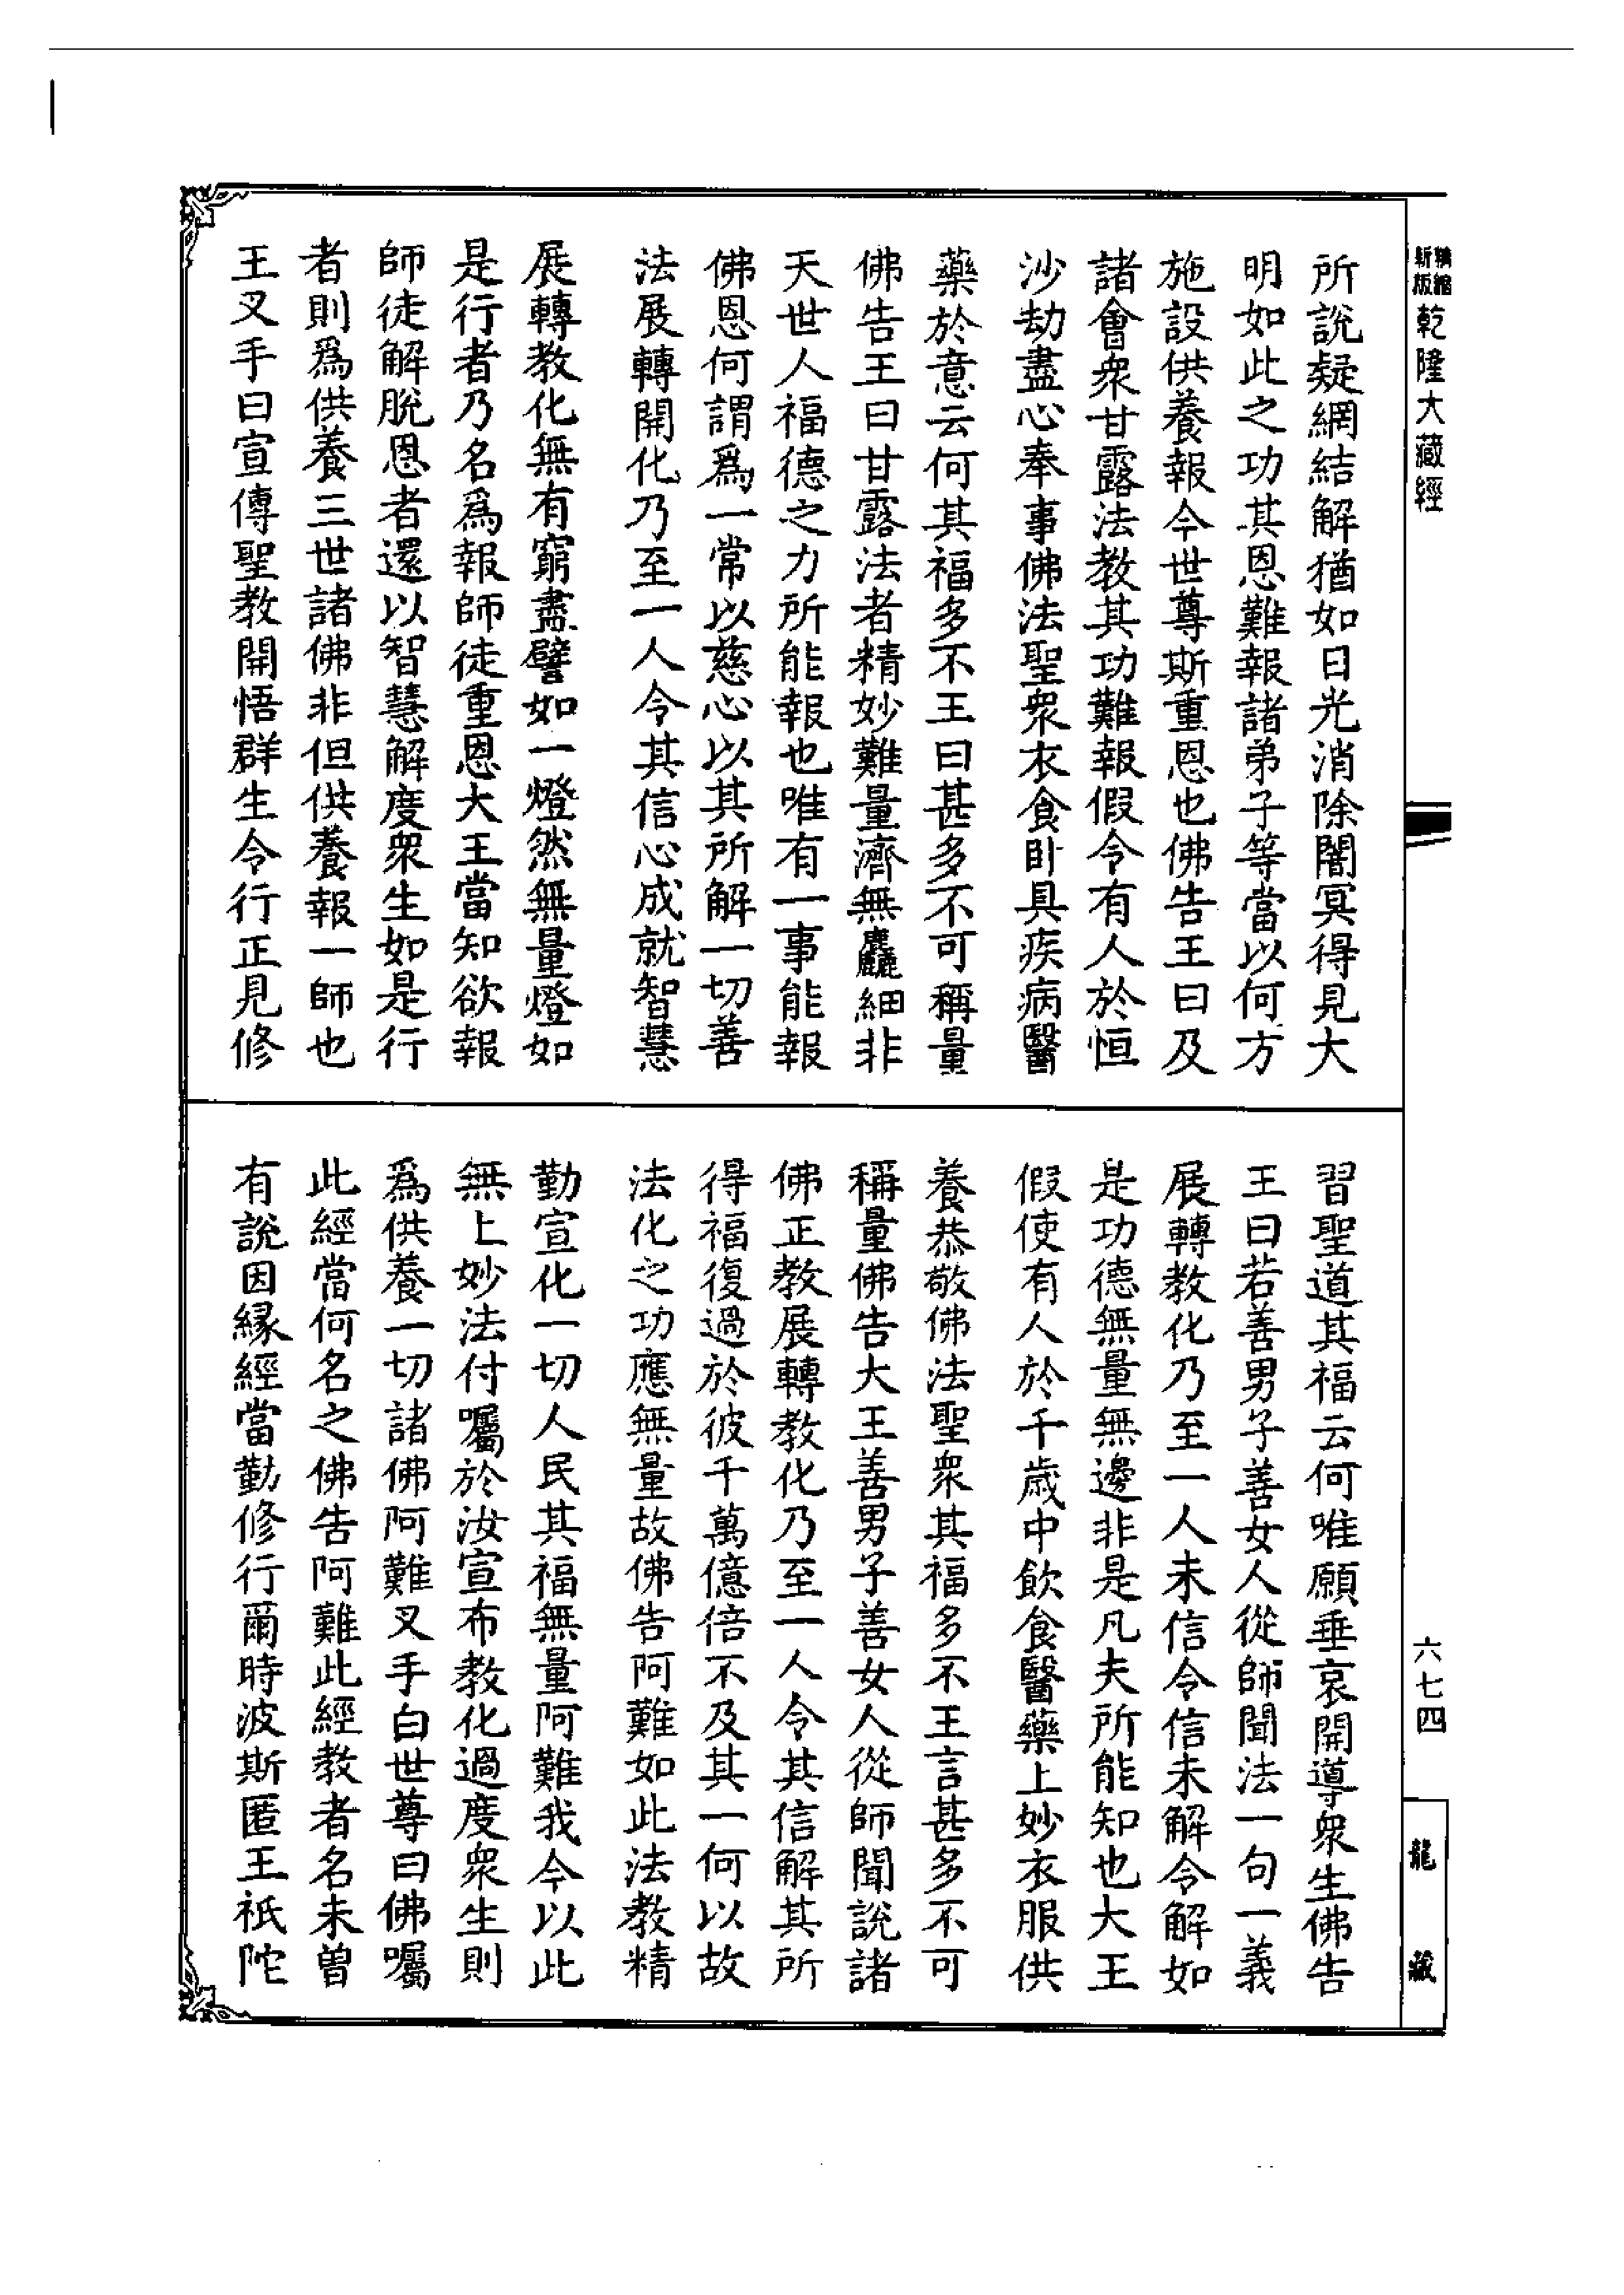 精縮
新版
乾隆大藏經
所說疑網結解猶如日光消除闇冥得見大
明如此之功其恩難報諸弟子等當以何方
施設供養報今世尊斯重恩也佛告王曰及
諸會衆甘露法教其功難報假令有人於恒
沙劫盡心奉事佛法聖衆衣食卧具疾病醫
藥於意云何其福多不王曰甚多不可稱量
佛告王曰甘露法者精妙難量濟無麤細非
天世人福德之力所能報也唯有一事能報
佛恩何謂爲一常以慈心以其所解一切善
法展轉開化乃至一人令其信心成就智慧
展轉教化無有窮盡譬如一燈然無量燈如
是行者乃名爲報師徒重恩大王當知欲報
師徒解脫恩者還以智慧解度衆生如是行
者則爲供養三世諸佛非但供養報一師也
王叉手曰宣傳聖教開悟群生令行正見修
習聖道其福云何唯願垂哀開導衆生佛告
王曰若善男子善女人從師聞法一句一義
展轉教化乃至一人未信令信未解令解如
是功德無量無邊非是凡夫所能知也大王
假使有人於千歲中飲食醫藥上妙衣服供
養恭敬佛法聖衆其福多不王言甚多不可
稱量佛告大王善男子善女人從師聞說諸
佛正教展轉教化乃至一人令其信解其所
得福復過於彼千萬億倍不及其一何以故
法化之功應無量故佛告阿難如此法教精
勤宣化一切人民其福無量阿難我今以此
無上妙法付囑於汝宣布教化過度衆生則
爲供養一切諸佛阿難叉手白世尊曰佛囑
此經當何名之佛告阿難此經教者名未曾
有說因緣經當勤修行爾時波斯匿王祇陀
六七四
龍藏